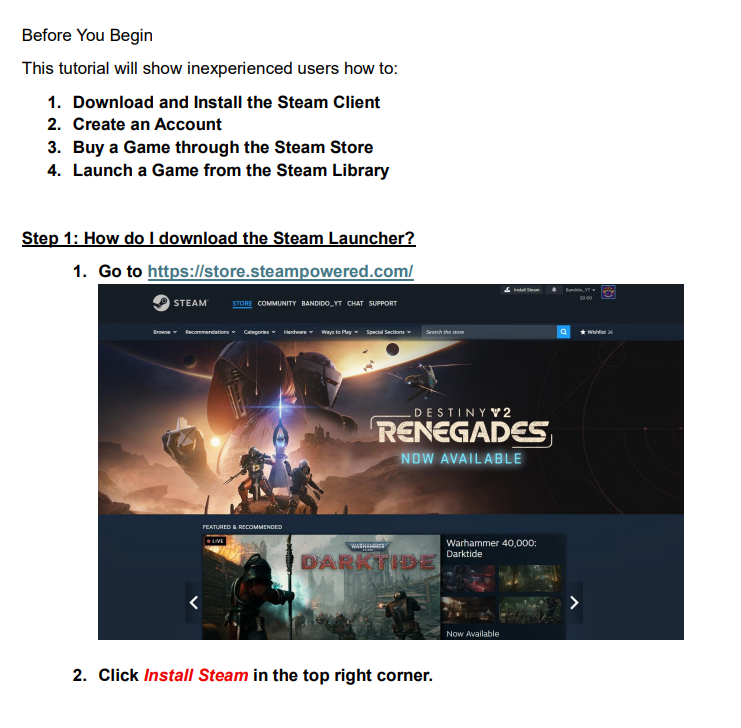 Before You Begin
This tutorial will show inexperienced users how to:
1. Download and Install the Steam Client
2. Create an Account
3. Buy a Game through the Steam Store
4. Launch a Game from the Steam Library
Step 1: How do I download the Steam Launcher?
1. Go to https://store.steampowered.com/
Install Steam Bandido_YT
$0.00
STEAM STORE COMMUNITY BANDIDO_YT CHAT SUPPORT
Browse Recommendations Categories Hardware Ways to Play Special Sections Search the store Wishlist
DESTINY 2
RENEGADES
NOW AVAILABLE
FEATURED & RECOMMENDED
LIVE
WARHAMMER
DARKTIDE
Warhammer 40,000:
Darktide
Now Available
2. Click Install Steam in the top right corner.